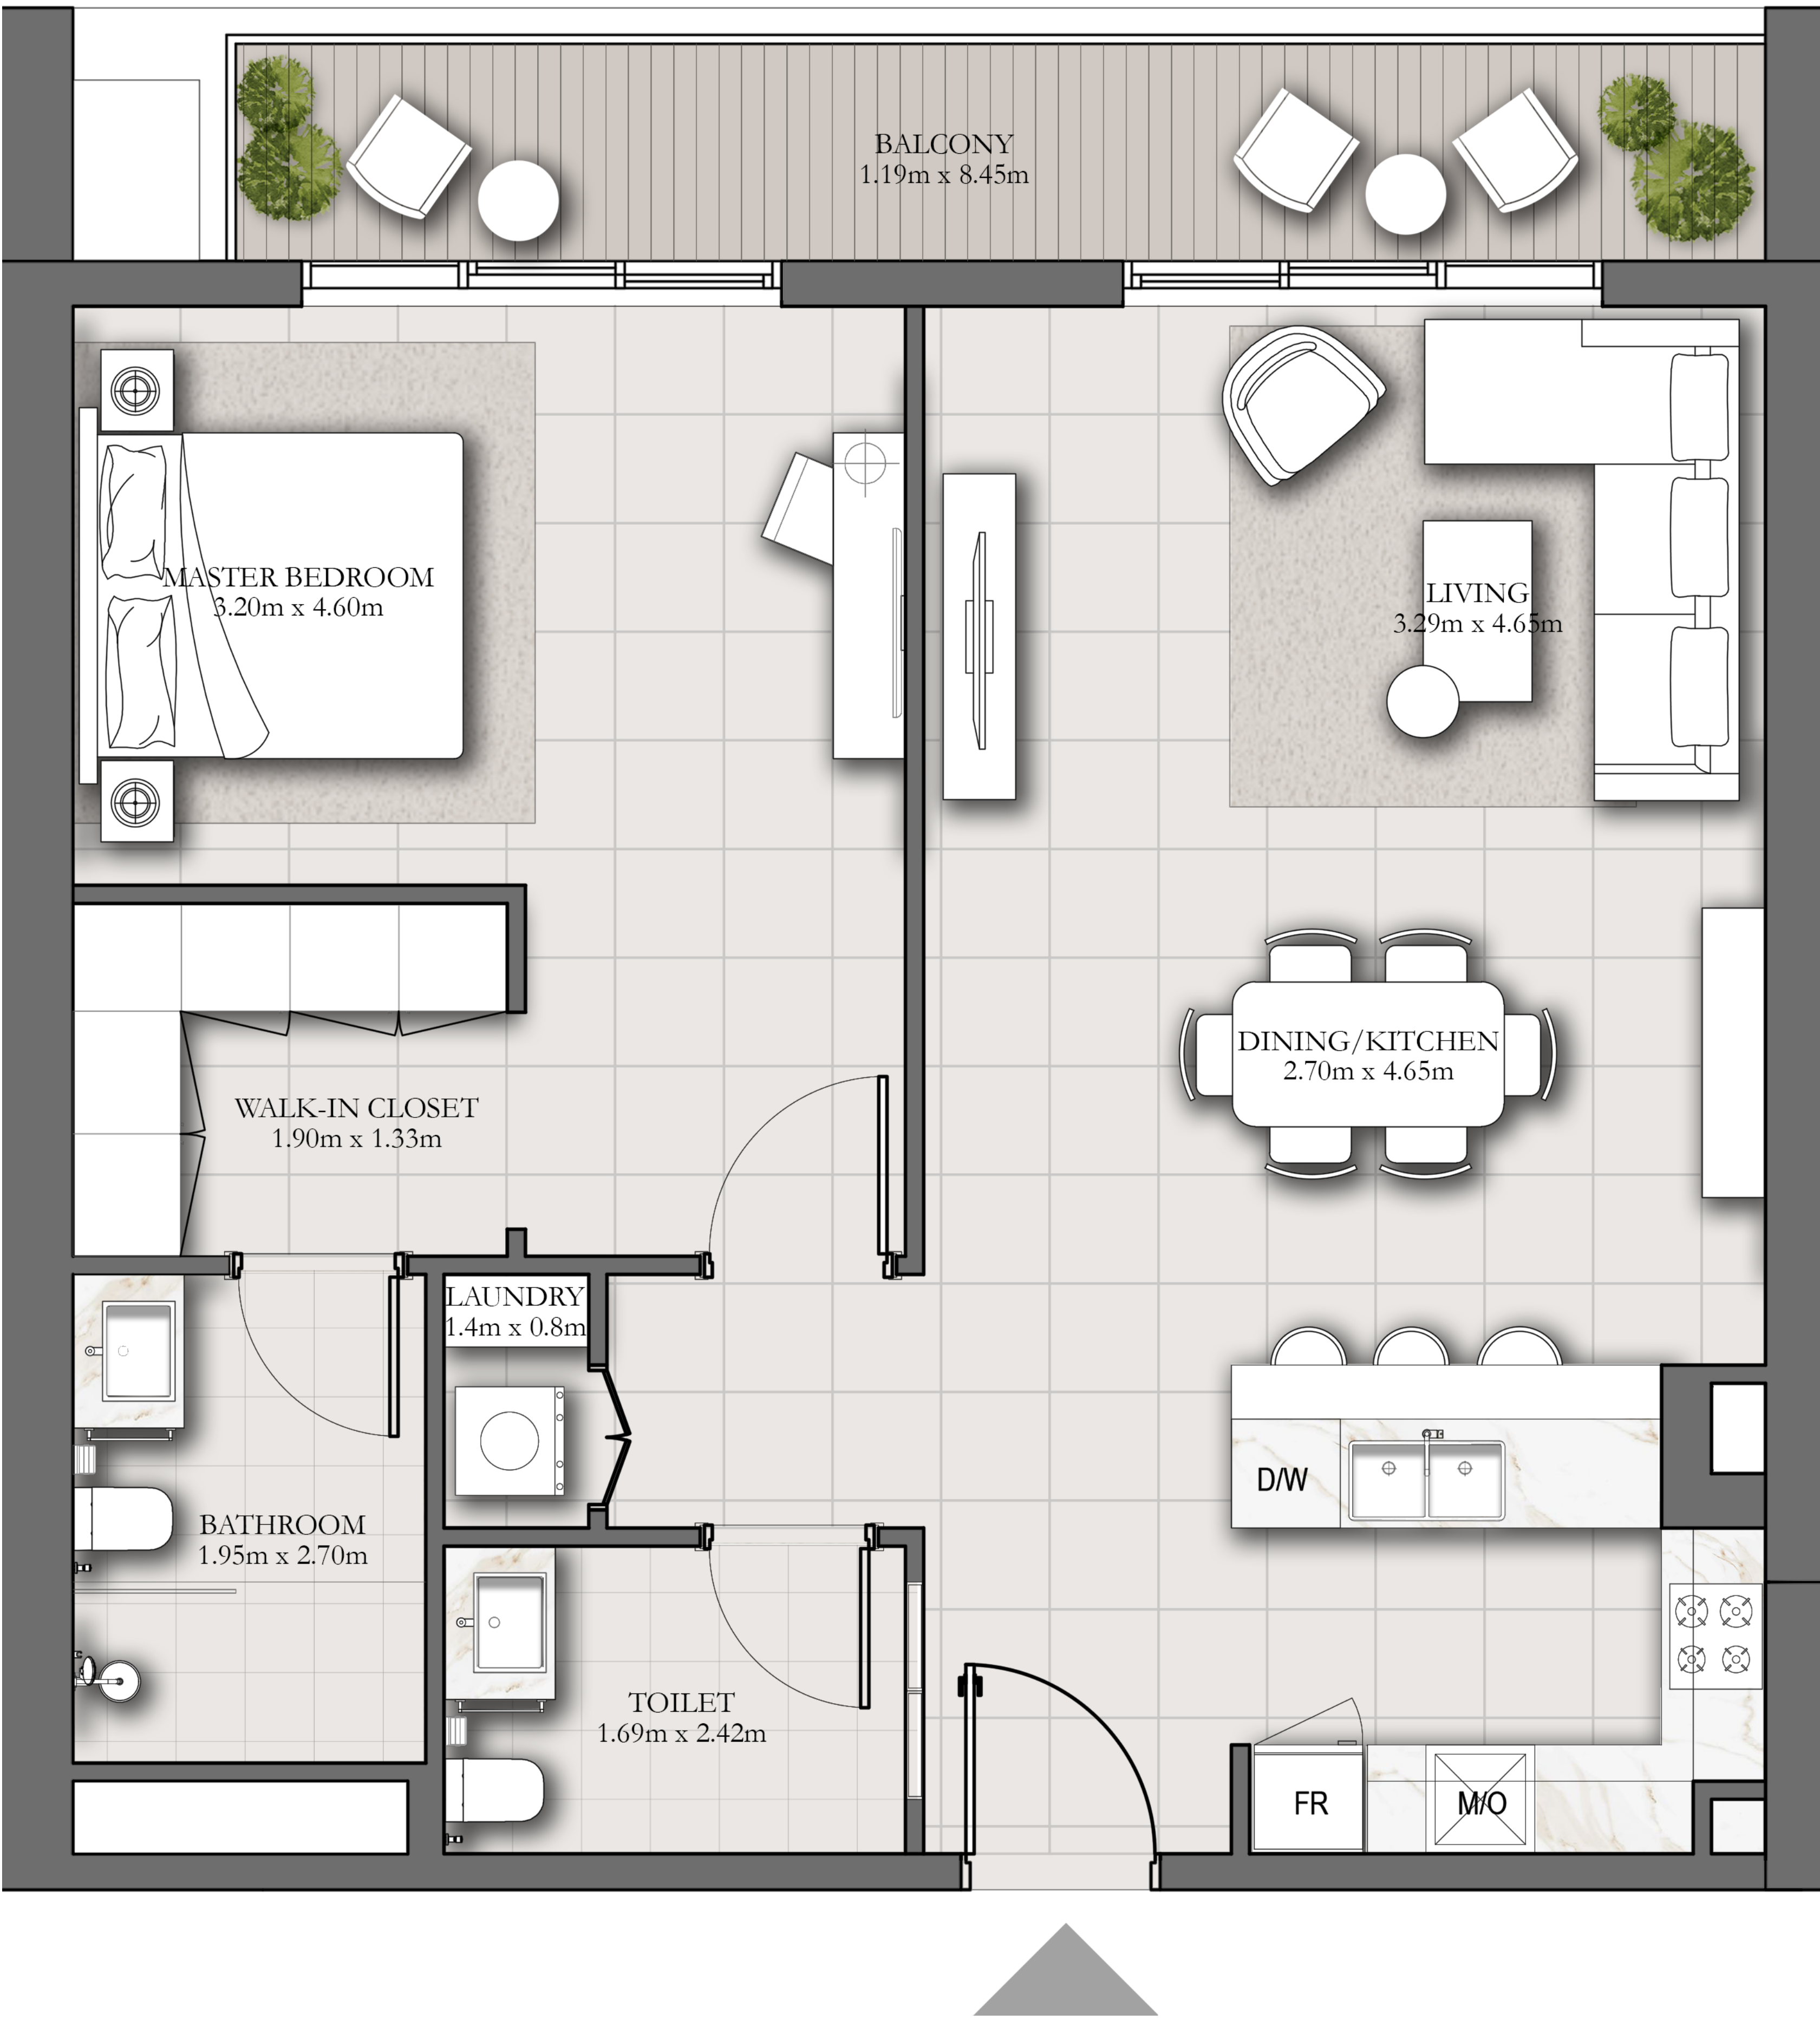 BALCONY
1.19m x 8.45m
MASTER BEDROOM
3.20m x 4.60m
LIVING
3.29m x 4.65m
DINING/KITCHEN
2.70m x 4.65m
WALK-IN CLOSET
1.90m x 1.33m
LAUNDRY
1.4m x 0.8m
D/W
BATHROOM
1.95m x 2.70m
TOILET
1.69m x 2.42m
FR
M/O